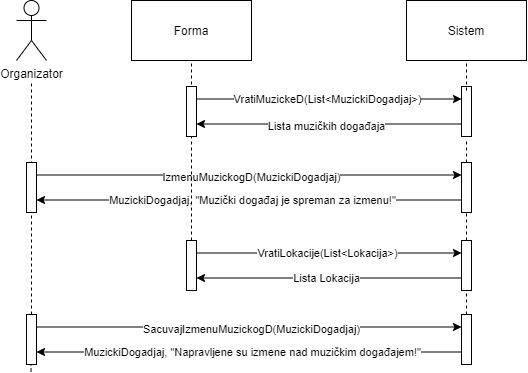 Organizator
Forma
Sistem
VratiMuzickeD(List<MuzickiDogadjaj>)
Lista muzičkih događaja
IzmenuMuzickogD(MuzickiDogadjaj)
MuzickiDogadjaj, "Muzički događaj je spreman za izmenu!"
VratiLokacije(List<Lokacija>)
Lista Lokacija
SacuvajIzmenuMuzickogD(MuzickiDogadjaj)
MuzickiDogadjaj, "Napravljene su izmene nad muzičkim događajem!"